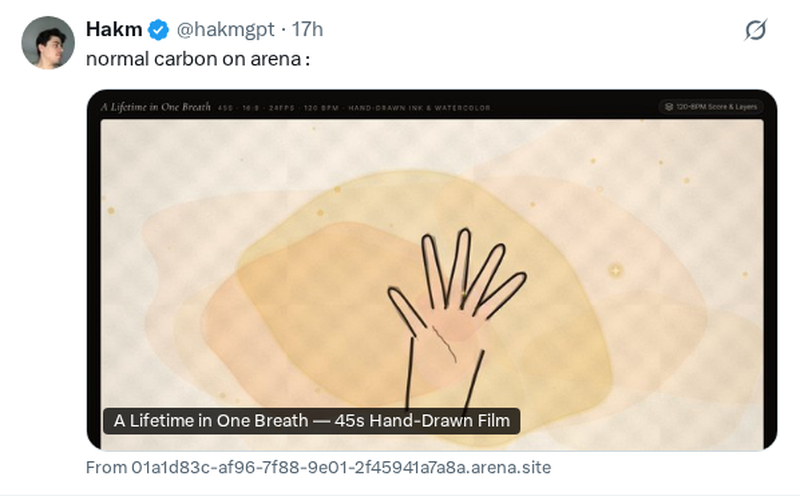 Hakm @hakmgpt · 17h
normal carbon on arena :
A Lifetime in One Breath 45S · 16:9 · 24FPS · 120 BPM · HAND-DRAWN INK & WATERCOLOR
120-BPM Score & Layers
A Lifetime in One Breath — 45s Hand-Drawn Film
From 01a1d83c-af96-7f88-9e01-2f45941a7a8a.arena.site